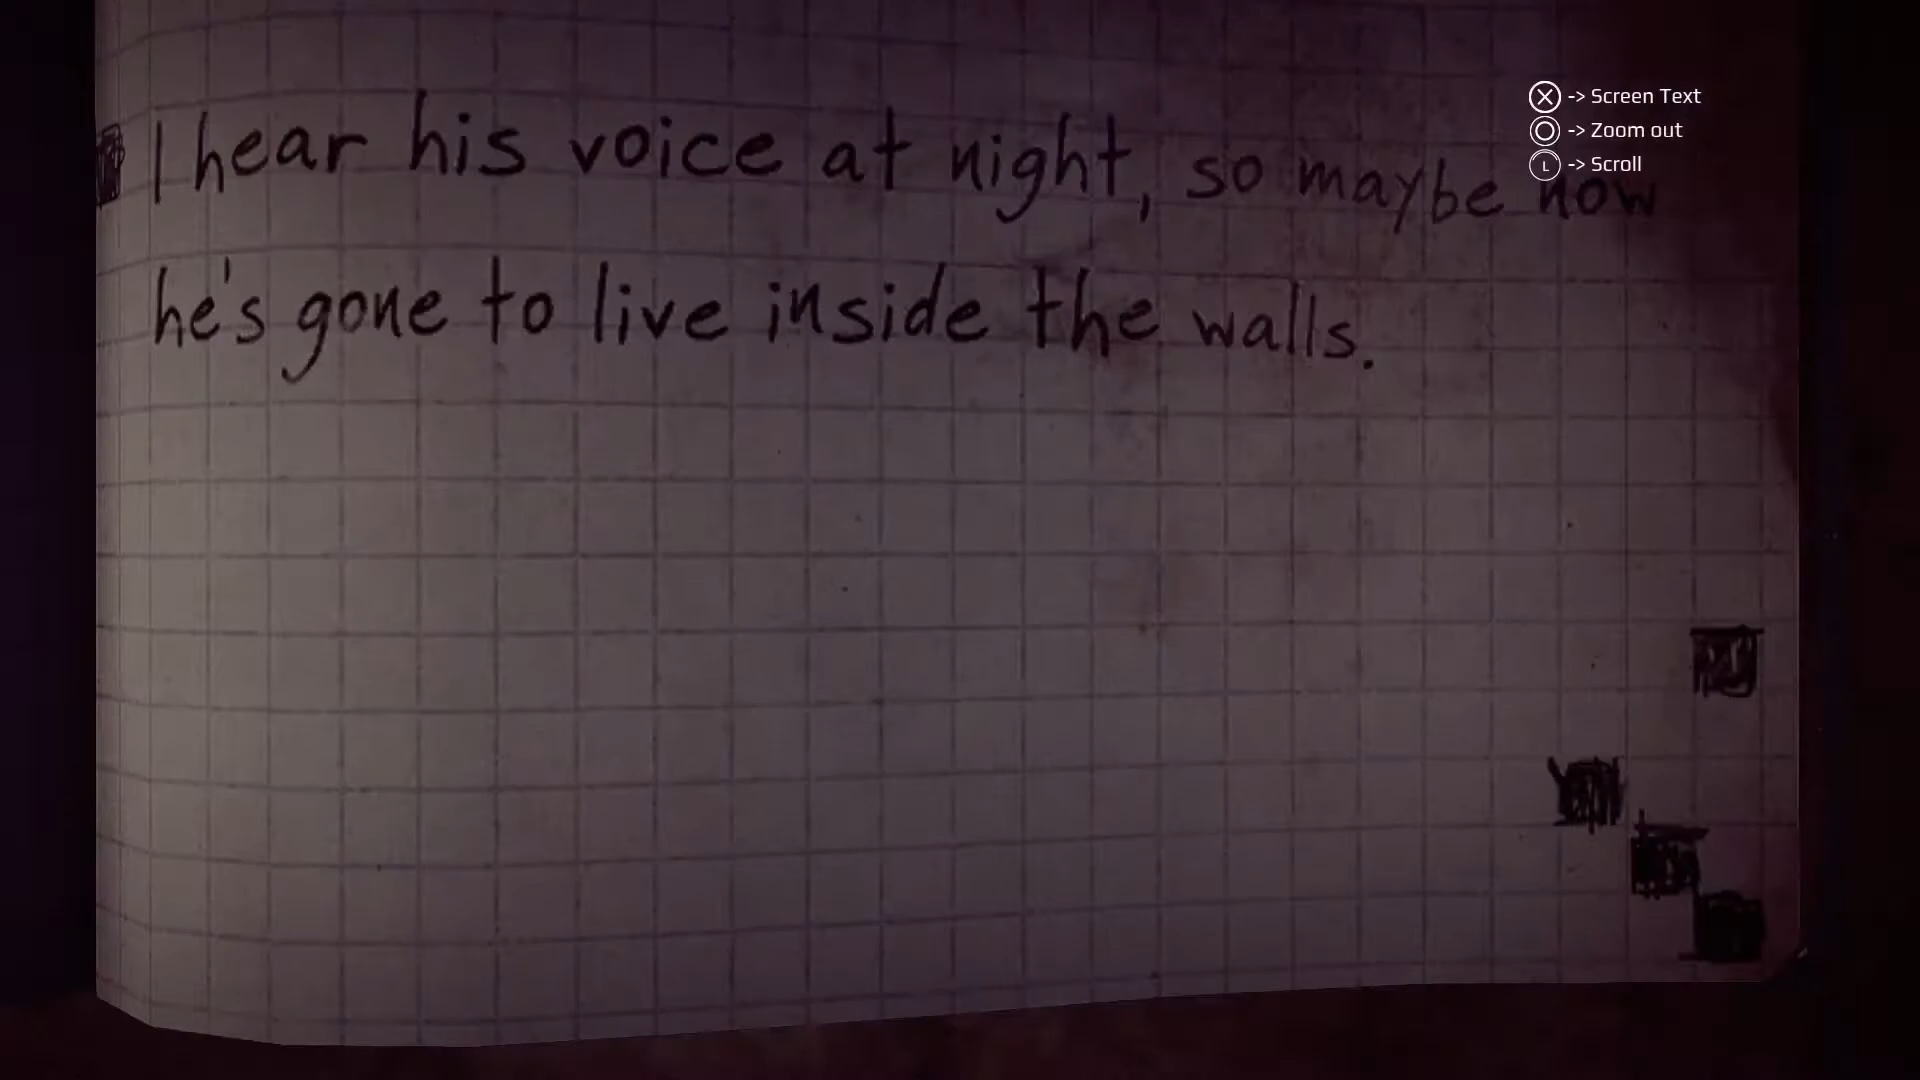 -> Screen Text
-> Zoom out
L -> Scroll
I hear his voice at night, so maybe now
he's gone to live inside the walls.